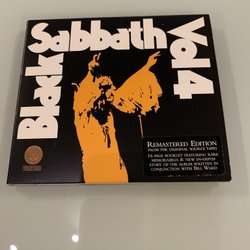 Black
Sabbath
Vol 4
REMASTERED EDITION
FROM THE ORIGINAL SOURCE TAPES
16 PAGE BOOKLET FEATURING RARE
MEMORABILIA & NEW IN-DEPTH
STORY OF THE ALBUM WRITTEN IN
CONJUNCTION WITH BILL WARD